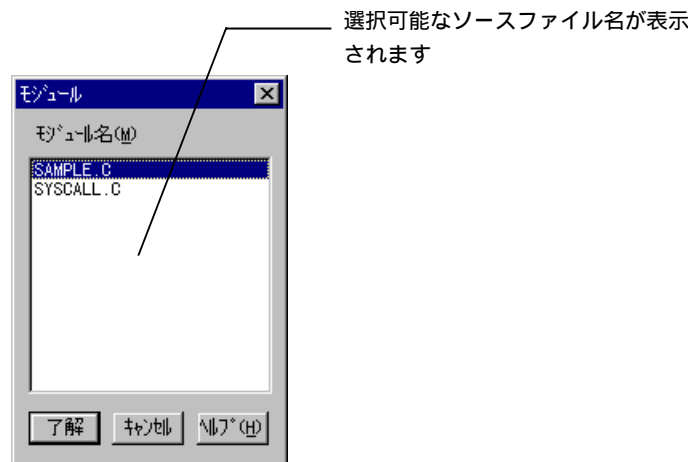 選択可能なソースファイル名が表示
されます
ﾓｼﾞｭｰﾙ
ﾓｼﾞｭｰﾙ名(M)
SAMPLE.C
SYSCALL.C
了解
ｷｬﾝｾﾙ
ﾍﾙﾌﾟ(H)